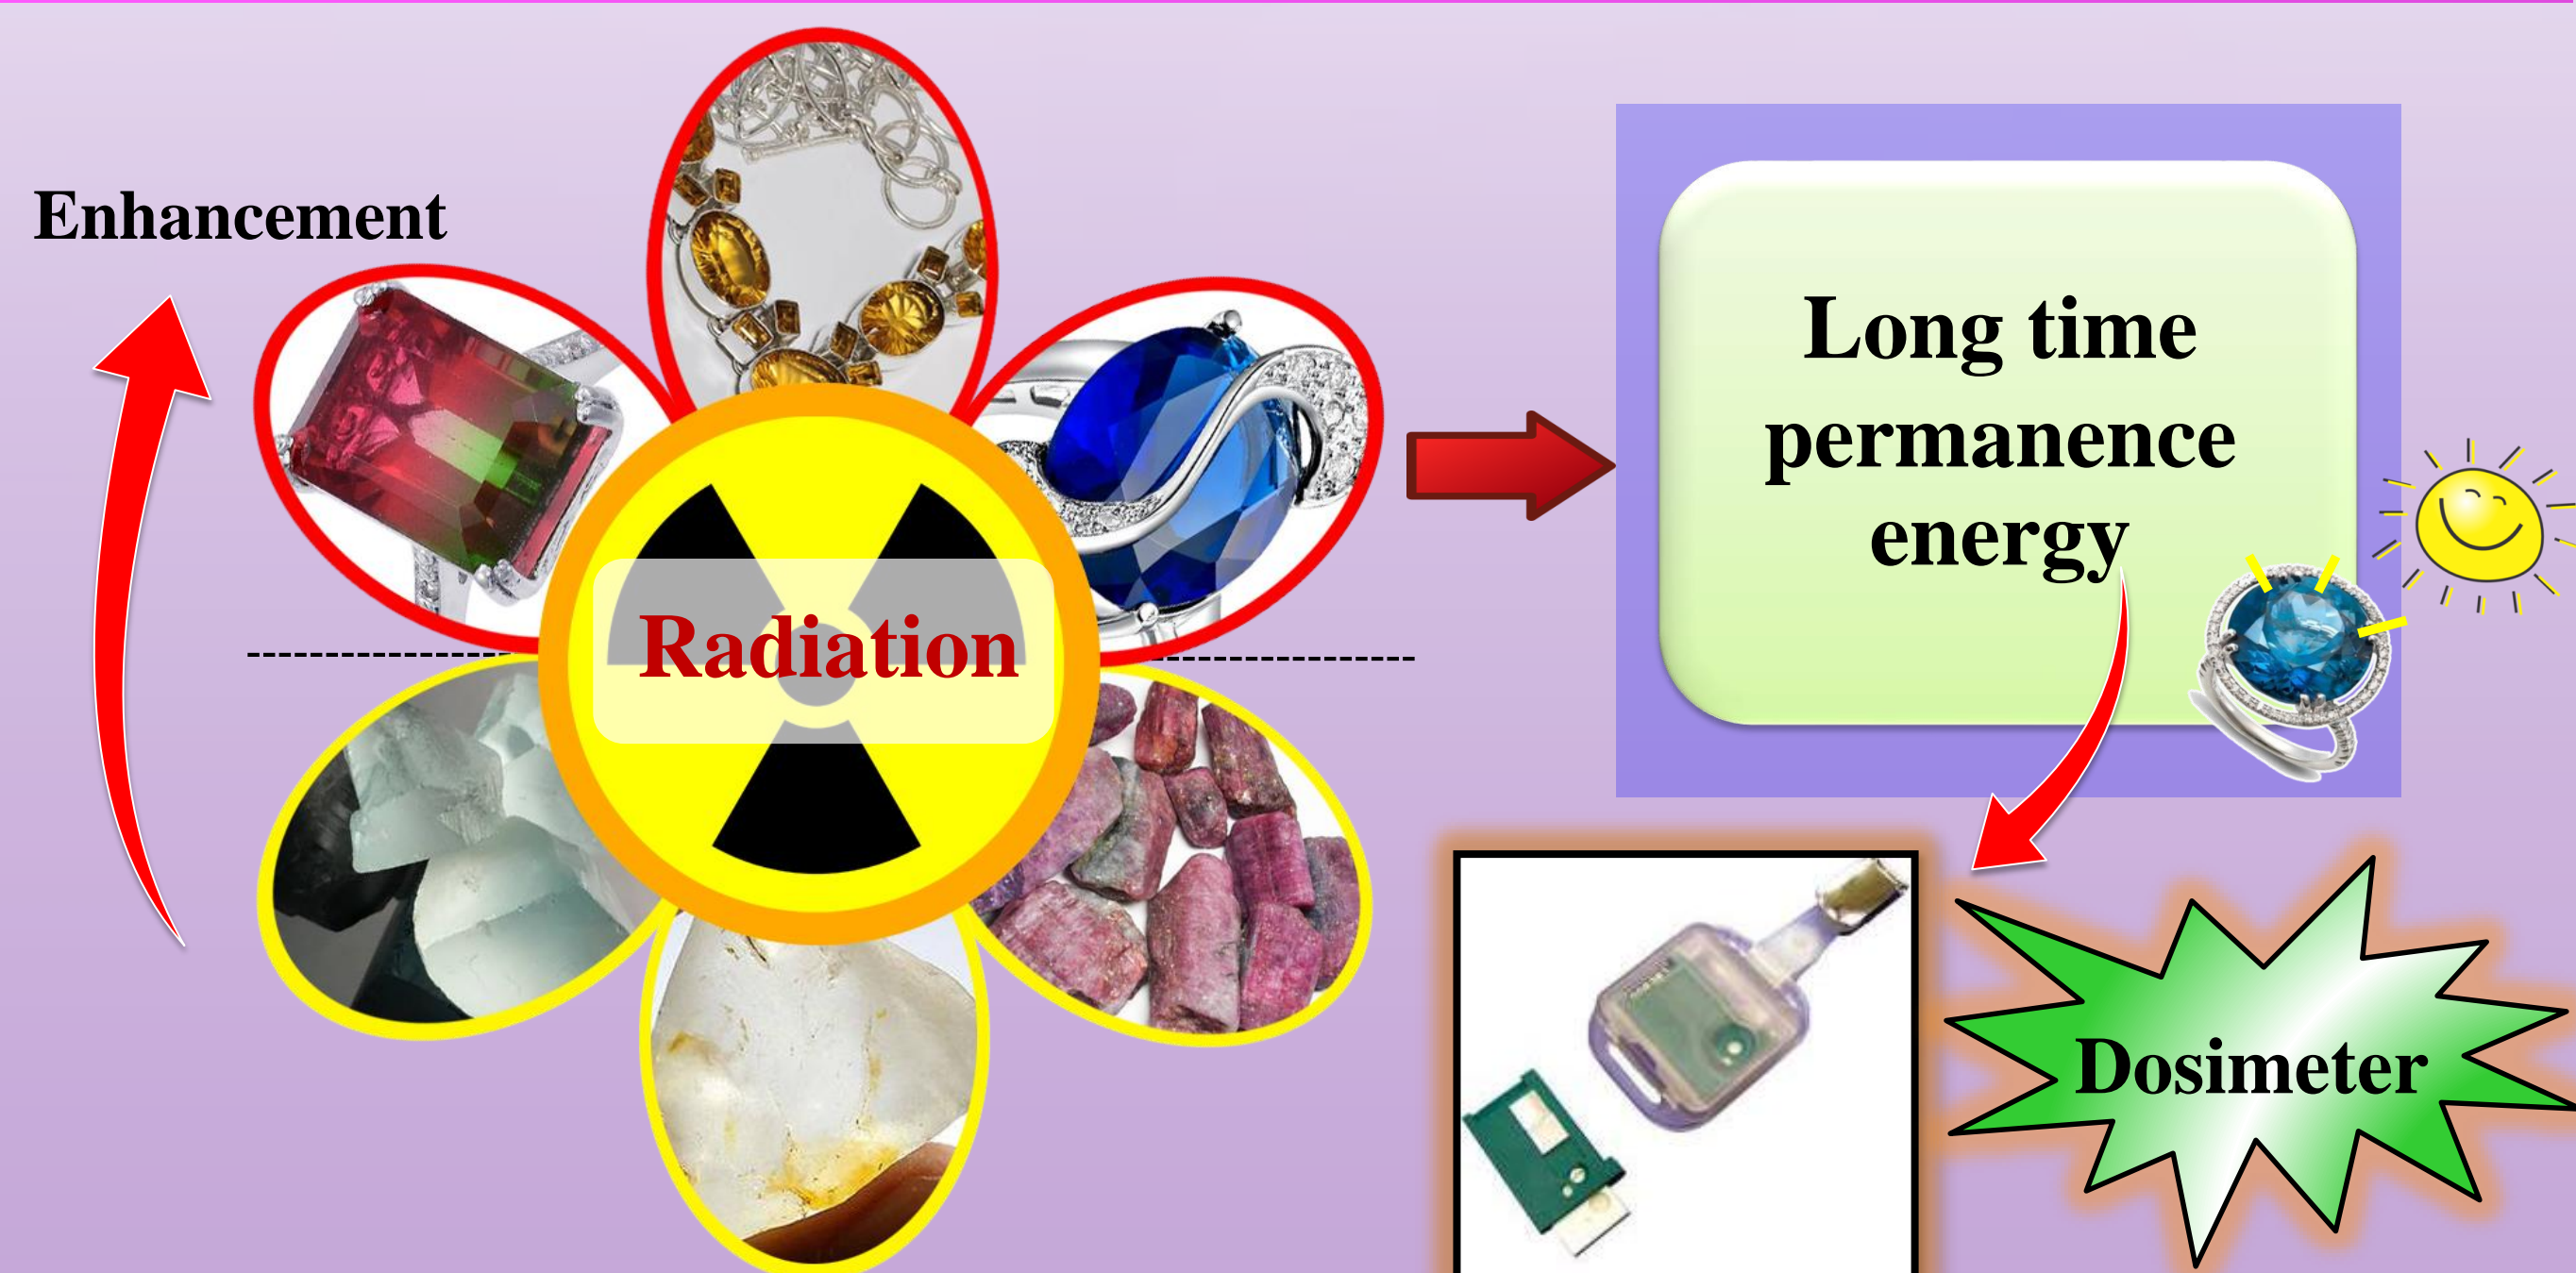 Enhancement
Radiation
Long time
permanence
energy
Dosimeter